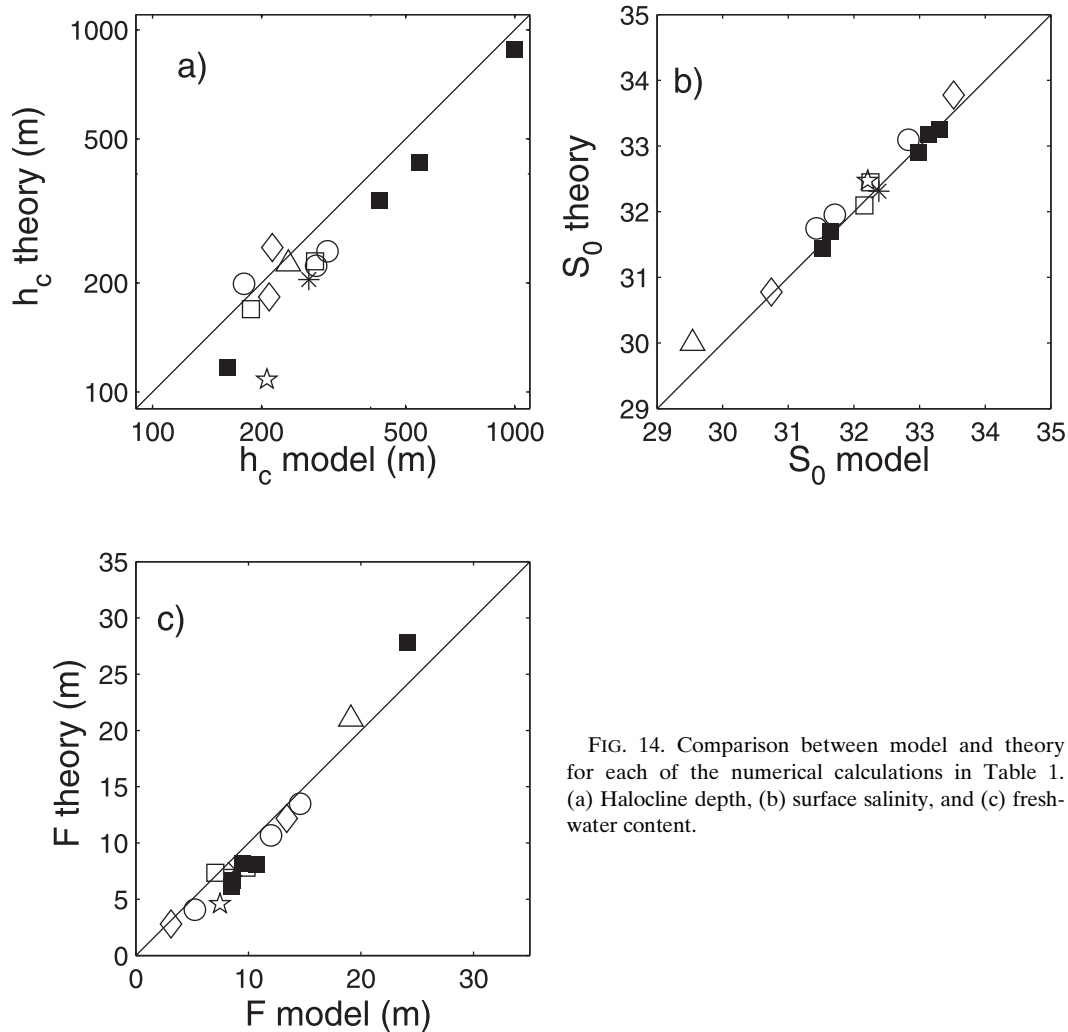 1000
500
200
100
a)
h_c theory (m)
100 200 500 1000
h_c model (m)
35
34
33
32
31
30
29
b)
S_0 theory
29 30 31 32 33 34 35
S_0 model
35
30
25
20
15
10
5
0
c)
F theory (m)
0 10 20 30
F model (m)
FIG. 14. Comparison between model and theory
for each of the numerical calculations in Table 1.
(a) Halocline depth, (b) surface salinity, and (c) fresh-
water content.